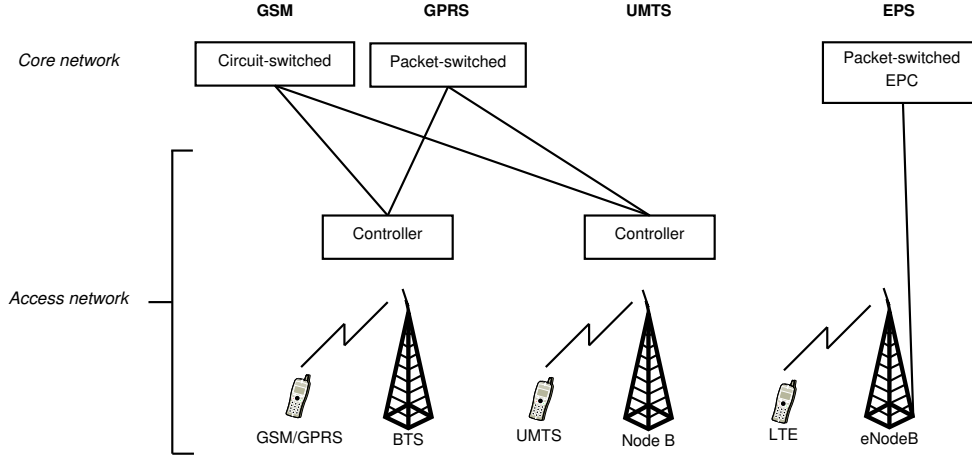 GSM GPRS UMTS EPS
Core network
Circuit-switched
Packet-switched
Packet-switched
EPC
Controller
Controller
Access network
GSM/GPRS
BTS
UMTS
Node B
LTE
eNodeB